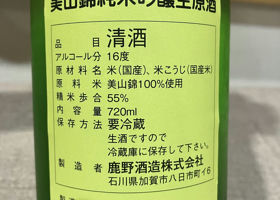 美山錦純米吟醸生原酒
品目 清酒
アルコール分 16度
原材料名 米(国産)、米こうじ(国産米)
原料米 美山錦100%使用
精米歩合 55%
内容量 720ml
保存方法 要冷蔵
生酒ですので
冷蔵庫に保存して下さい。
製造者 鹿野酒造株式会社
石川県加賀市八日市町イ6